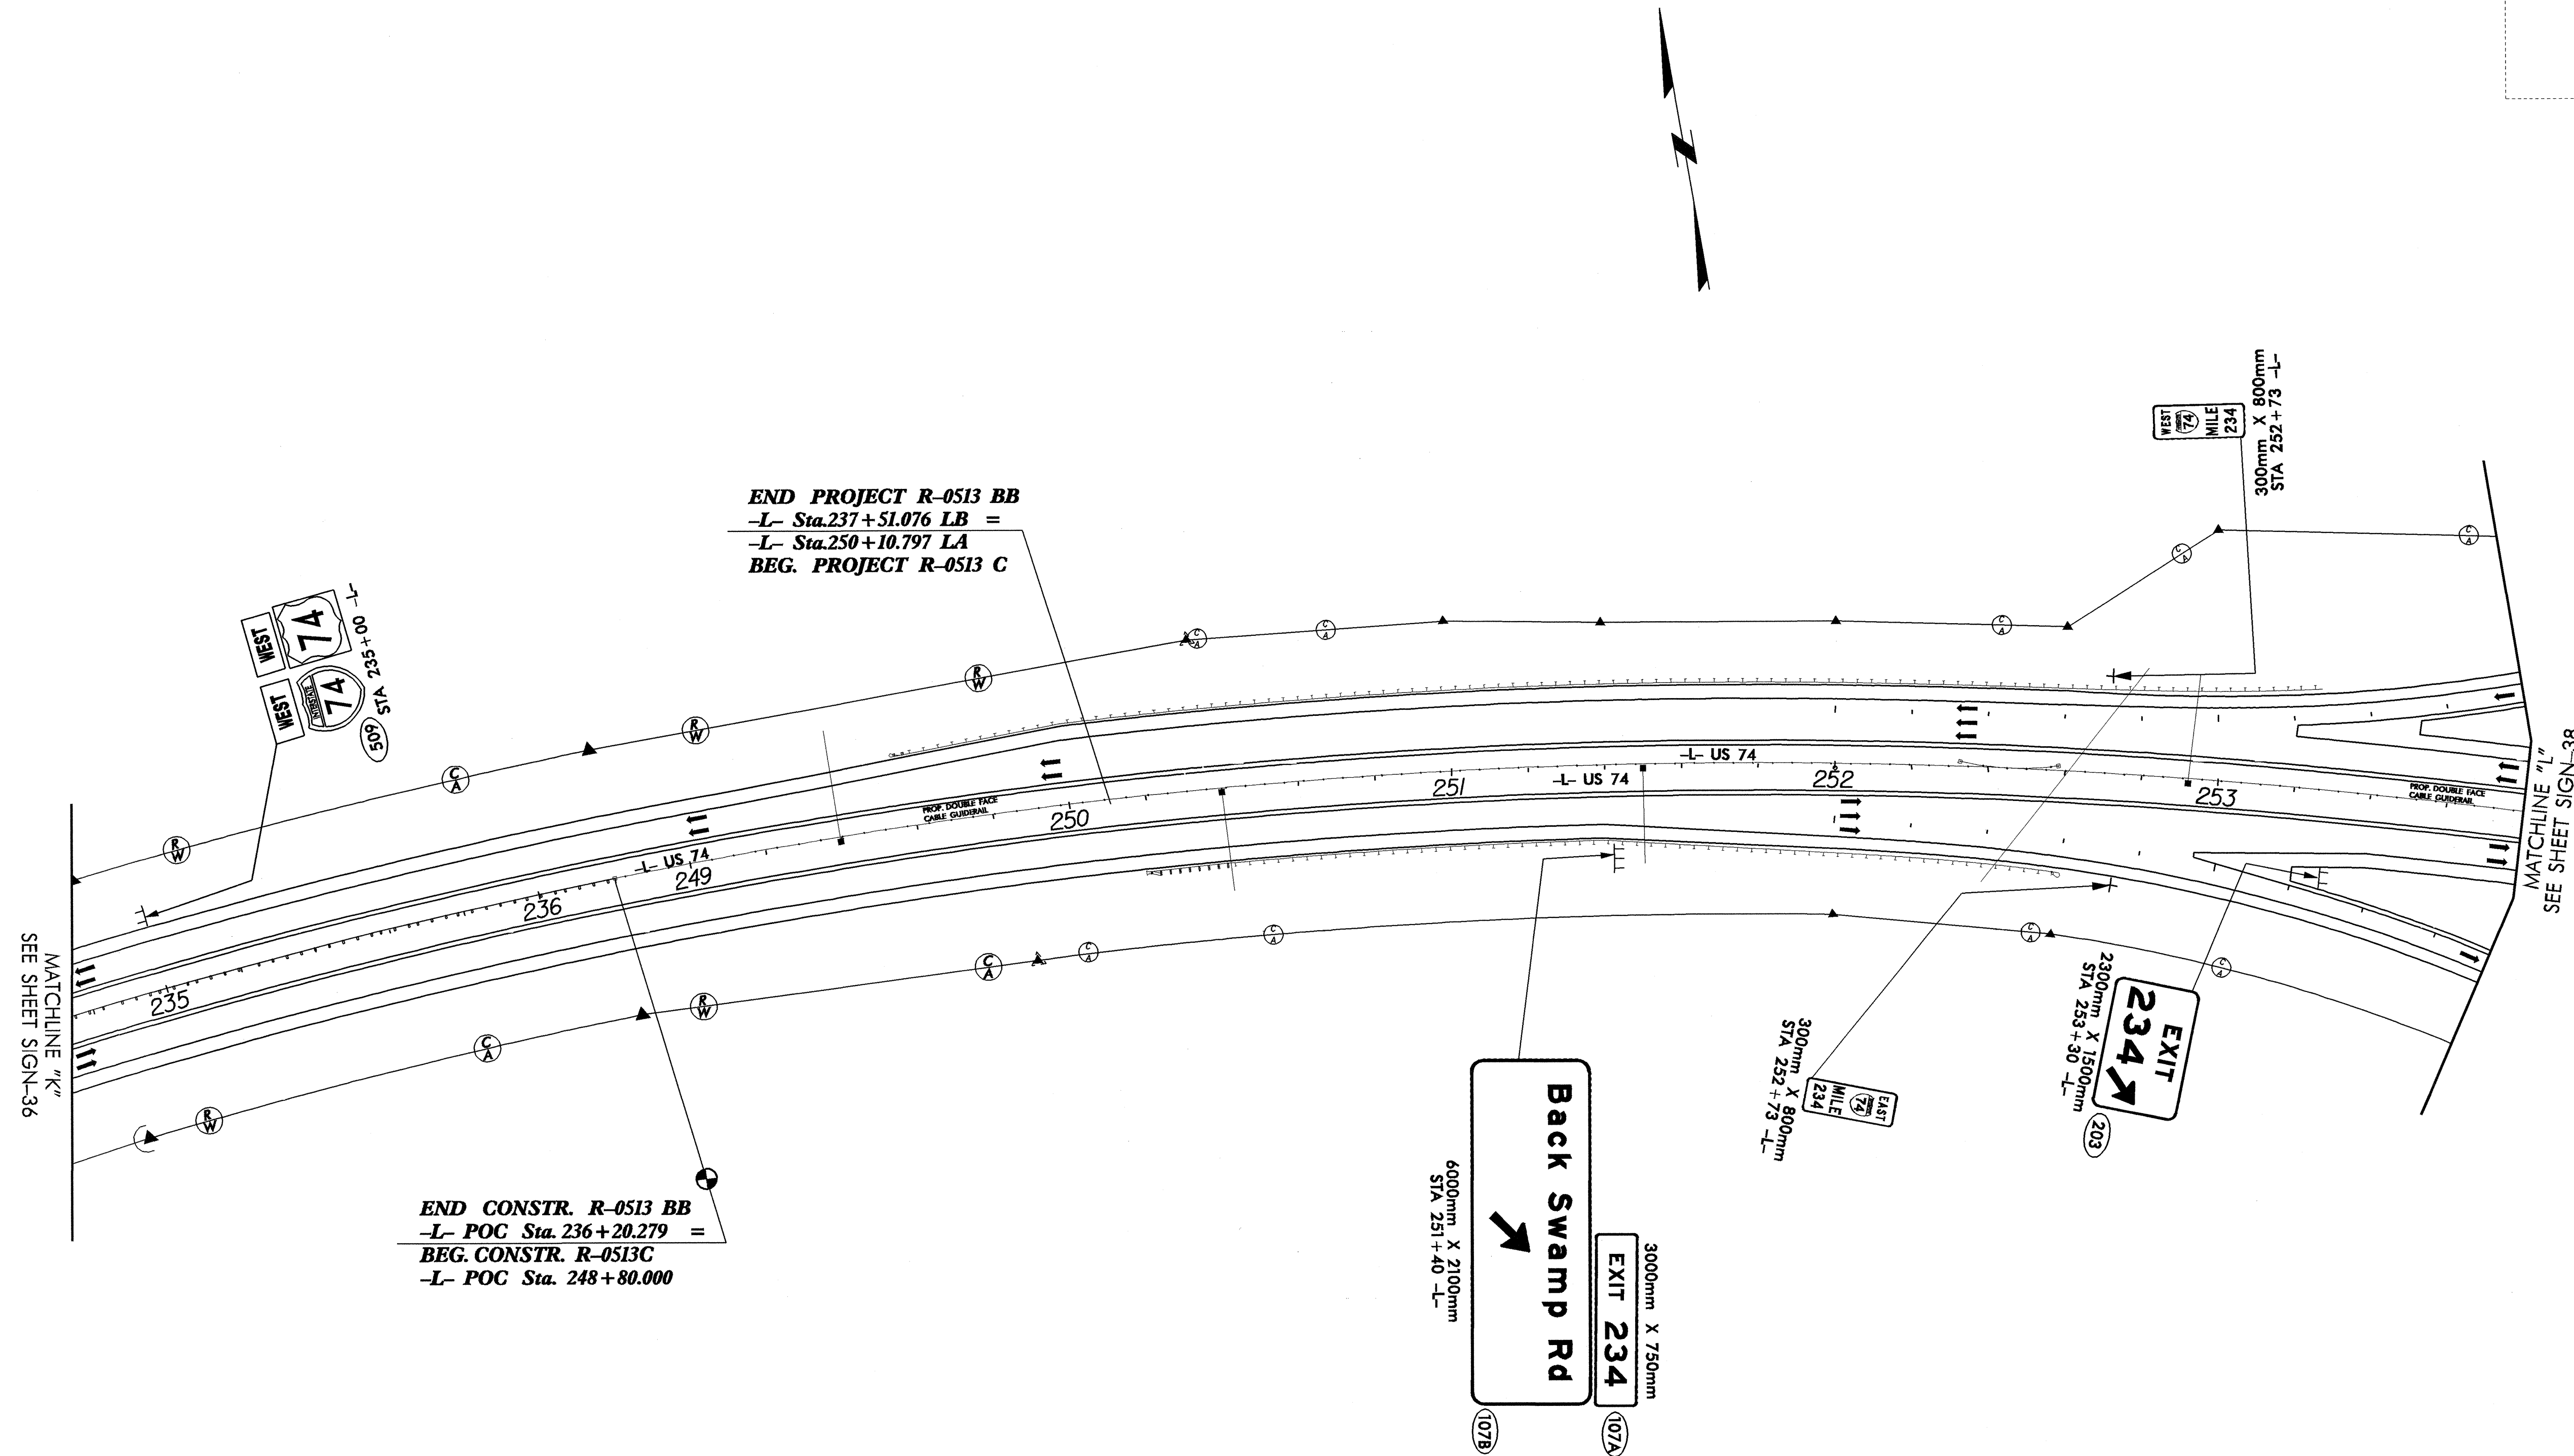 WEST
74
MILE
234
300mm X 800mm
STA 252+73 -L-
END PROJECT R-0513 BB
-L- Sta.237+51.076 LB =
-L- Sta.250+10.797 LA
BEG. PROJECT R-0513 C
WEST
74
WEST
INTERSTATE
74
509
STA 235+00 -L-
C A
C A
C A
C A
C A
R W
R W
C A
R W
-L- US 74
-L- US 74
-L- US 74
PROP. DOUBLE FACE
CABLE GUIDERAIL
PROP. DOUBLE FACE
CABLE GUIDERAIL
235
236
249
250
251
252
253
MATCHLINE "K"
SEE SHEET SIGN-36
MATCHLINE "L"
SEE SHEET SIGN-38
R W
C A
R W
C A
C A
C A
C A
C A
END CONSTR. R-0513 BB
-L- POC Sta. 236+20.279 =
BEG. CONSTR. R-0513C
-L- POC Sta. 248+80.000
EXIT 234
3000mm X 750mm
107A
Back Swamp Rd
6000mm X 2100mm
STA 251+40 -L-
107B
EAST
74
MILE
234
300mm X 800mm
STA 252+73 -L-
EXIT
234
2300mm X 1500mm
STA 253+30 -L-
203